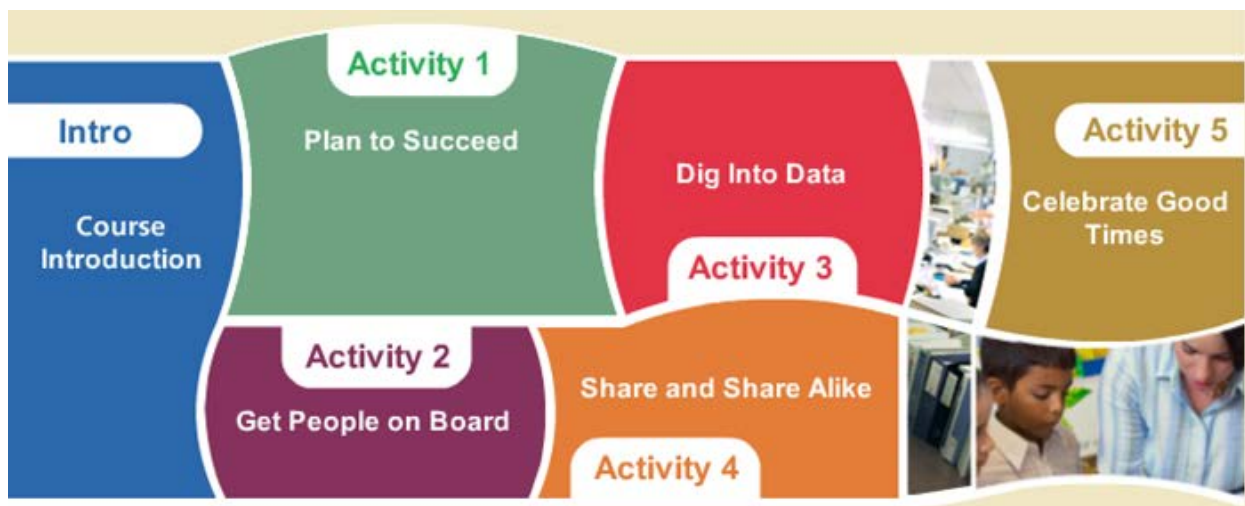 Intro
Course
Introduction
Activity 1
Plan to Succeed
Activity 2
Get People on Board
Dig Into Data
Activity 3
Share and Share Alike
Activity 4
Activity 5
Celebrate Good
Times